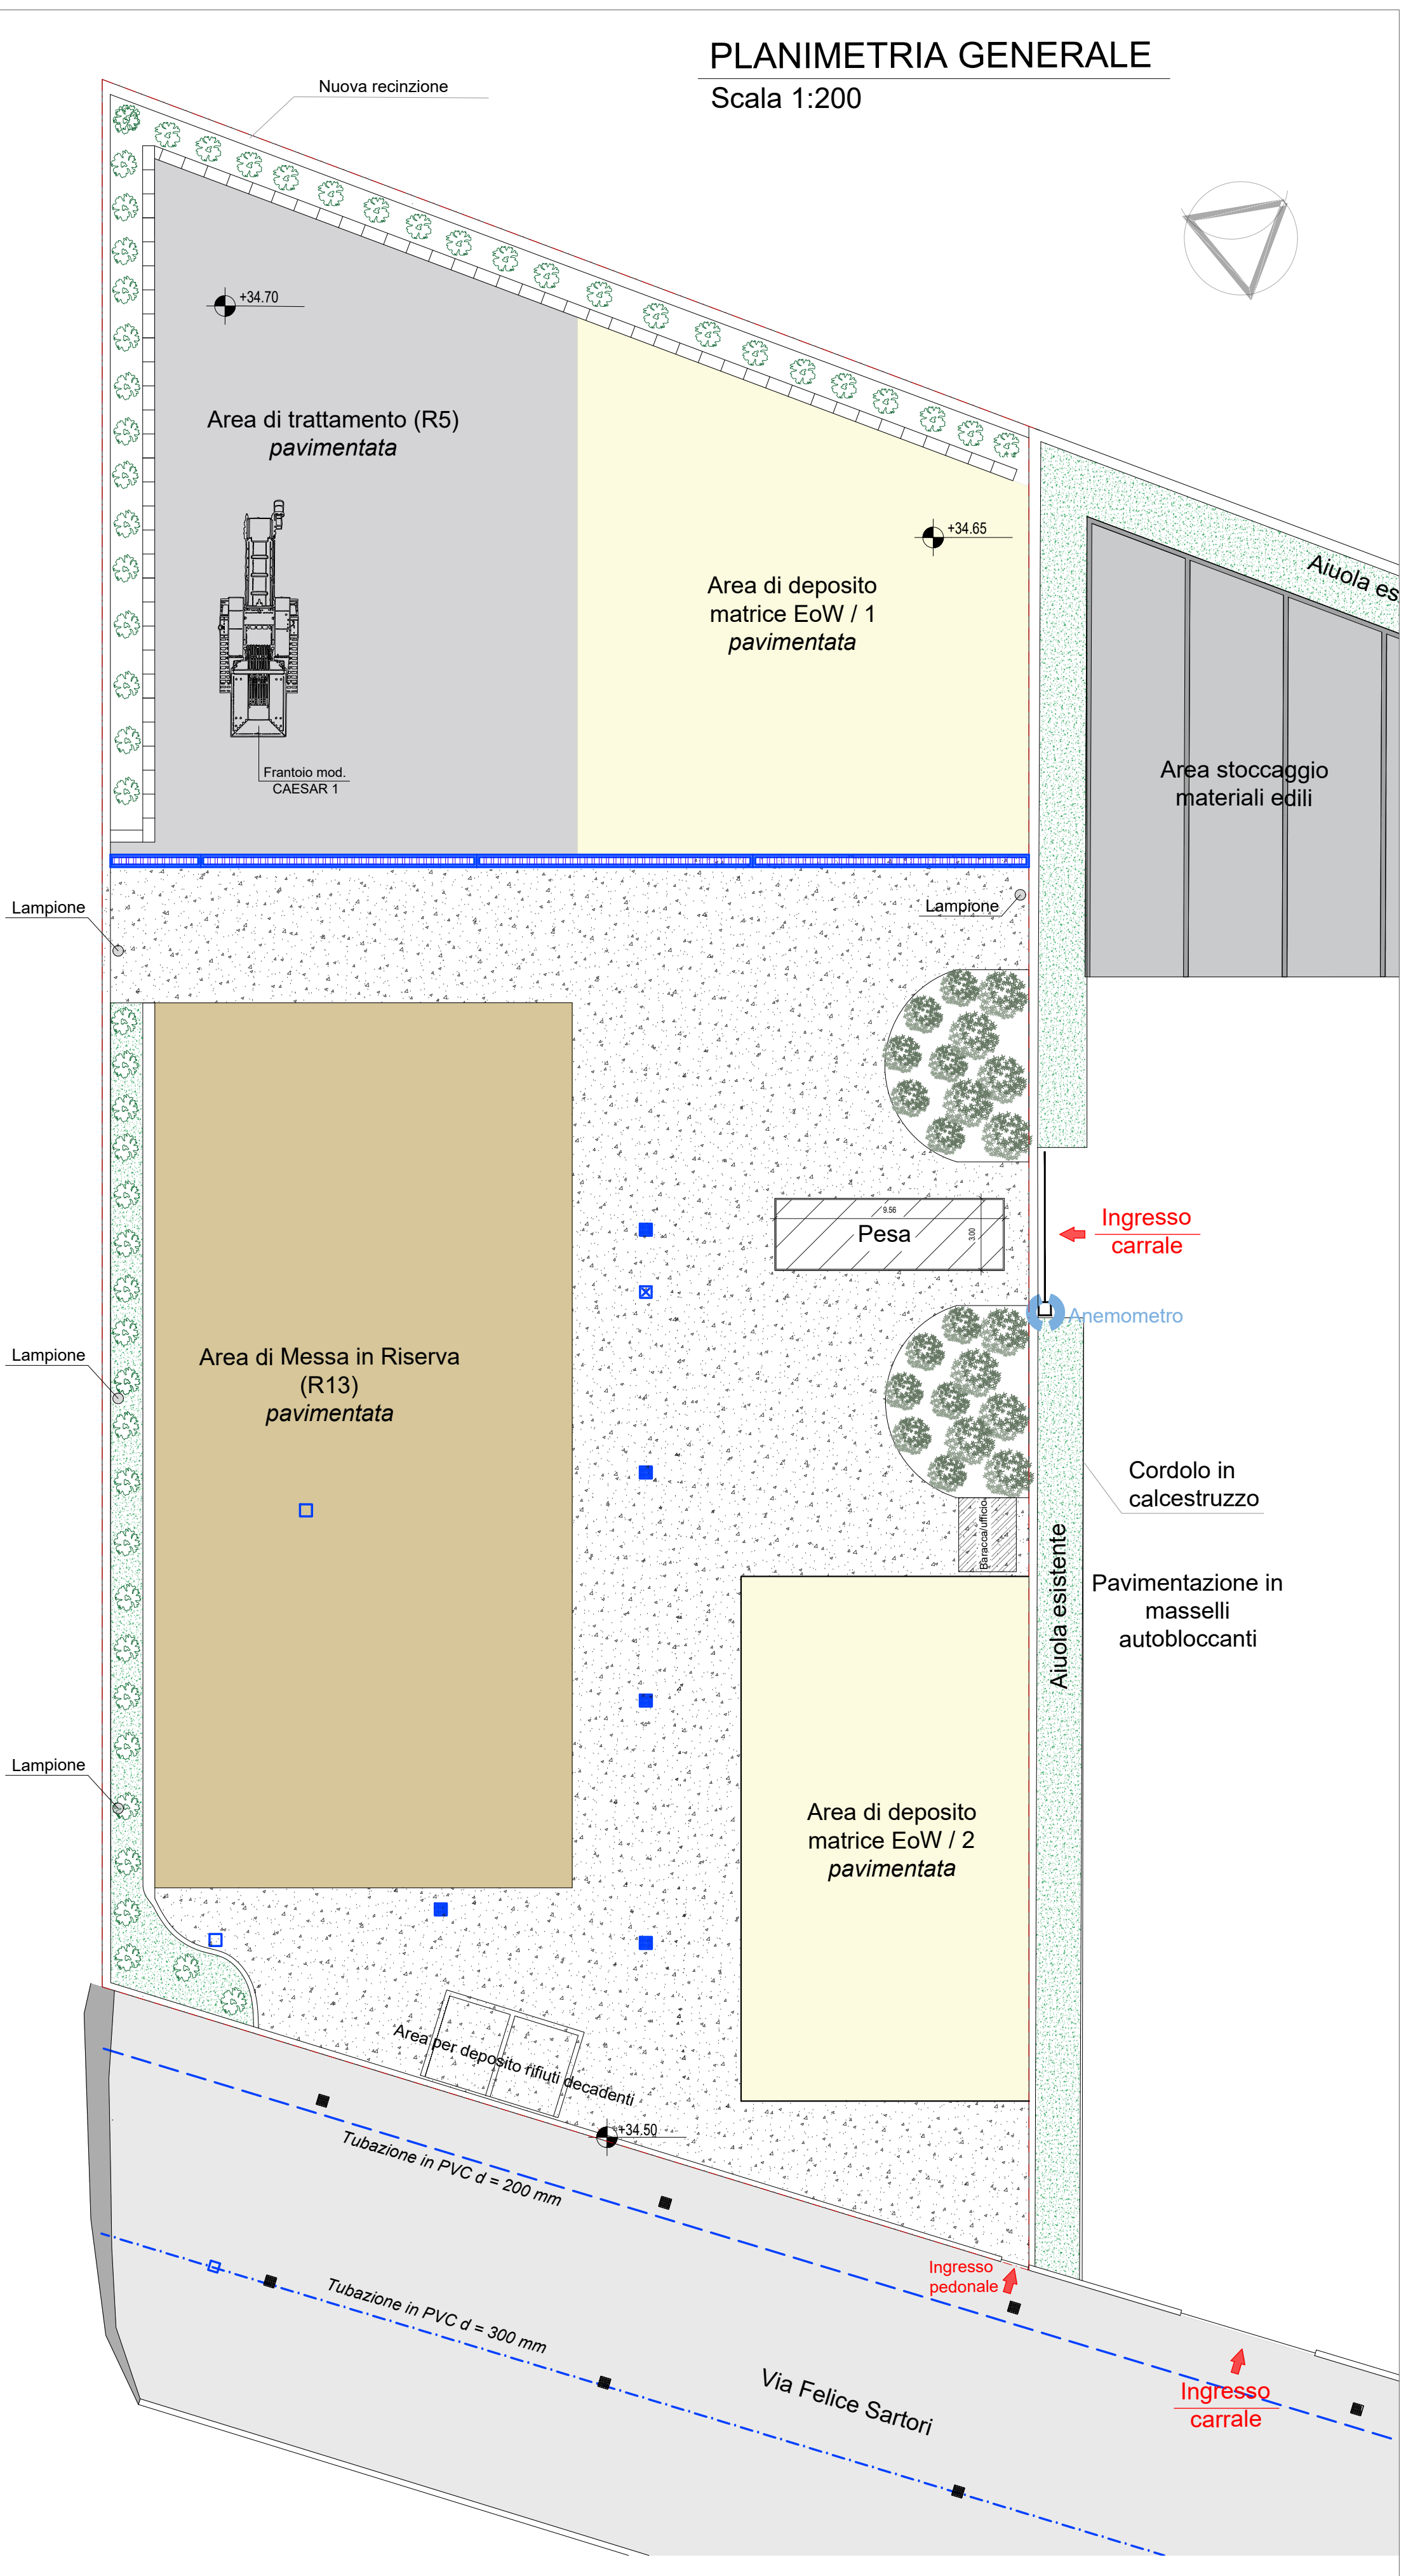 PLANIMETRIA GENERALE
Scala 1:200
Nuova recinzione
+34.70
Area di trattamento (R5)
pavimentata
+34.65
Area di deposito
matrice EoW / 1
pavimentata
Aiuola es
Area stoccaggio
materiali edili
Frantoio mod.
CAESAR 1
Lampione
Lampione
9.56
Pesa
3.00
Ingresso
carrale
Anemometro
Lampione
Area di Messa in Riserva
(R13)
pavimentata
Cordolo in
calcestruzzo
Baracca/ufficio
Aiuola esistente
Pavimentazione in
masselli
autobloccanti
Lampione
Area di deposito
matrice EoW / 2
pavimentata
Area per deposito rifiuti decadenti
+34.50
Tubazione in PVC d = 200 mm
Ingresso
pedonale
Tubazione in PVC d = 300 mm
Via Felice Sartori
Ingresso
carrale